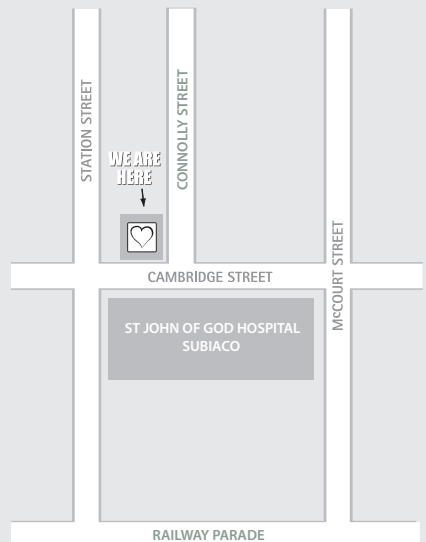 STATION STREET
CONNOLLY STREET
WE ARE
HERE
McCOURT STREET
CAMBRIDGE STREET
ST JOHN OF GOD HOSPITAL
SUBIACO
RAILWAY PARADE